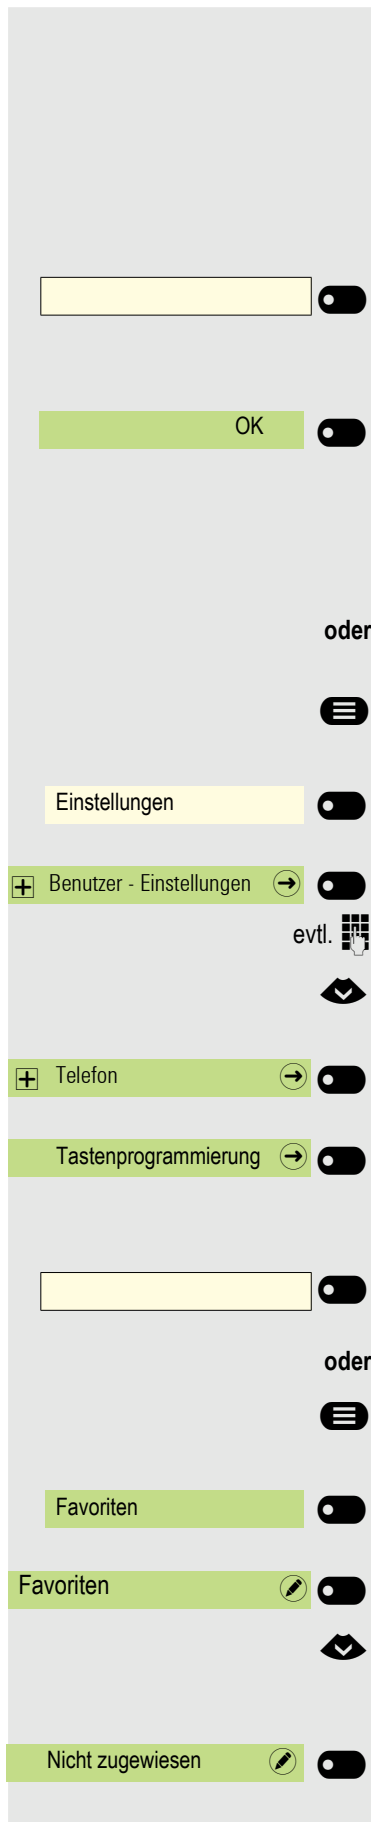 OK
oder
Einstellungen
Benutzer - Einstellungen
evtl.
Telefon
Tastenprogrammierung
oder
Favoriten
Favoriten
Nicht zugewiesen